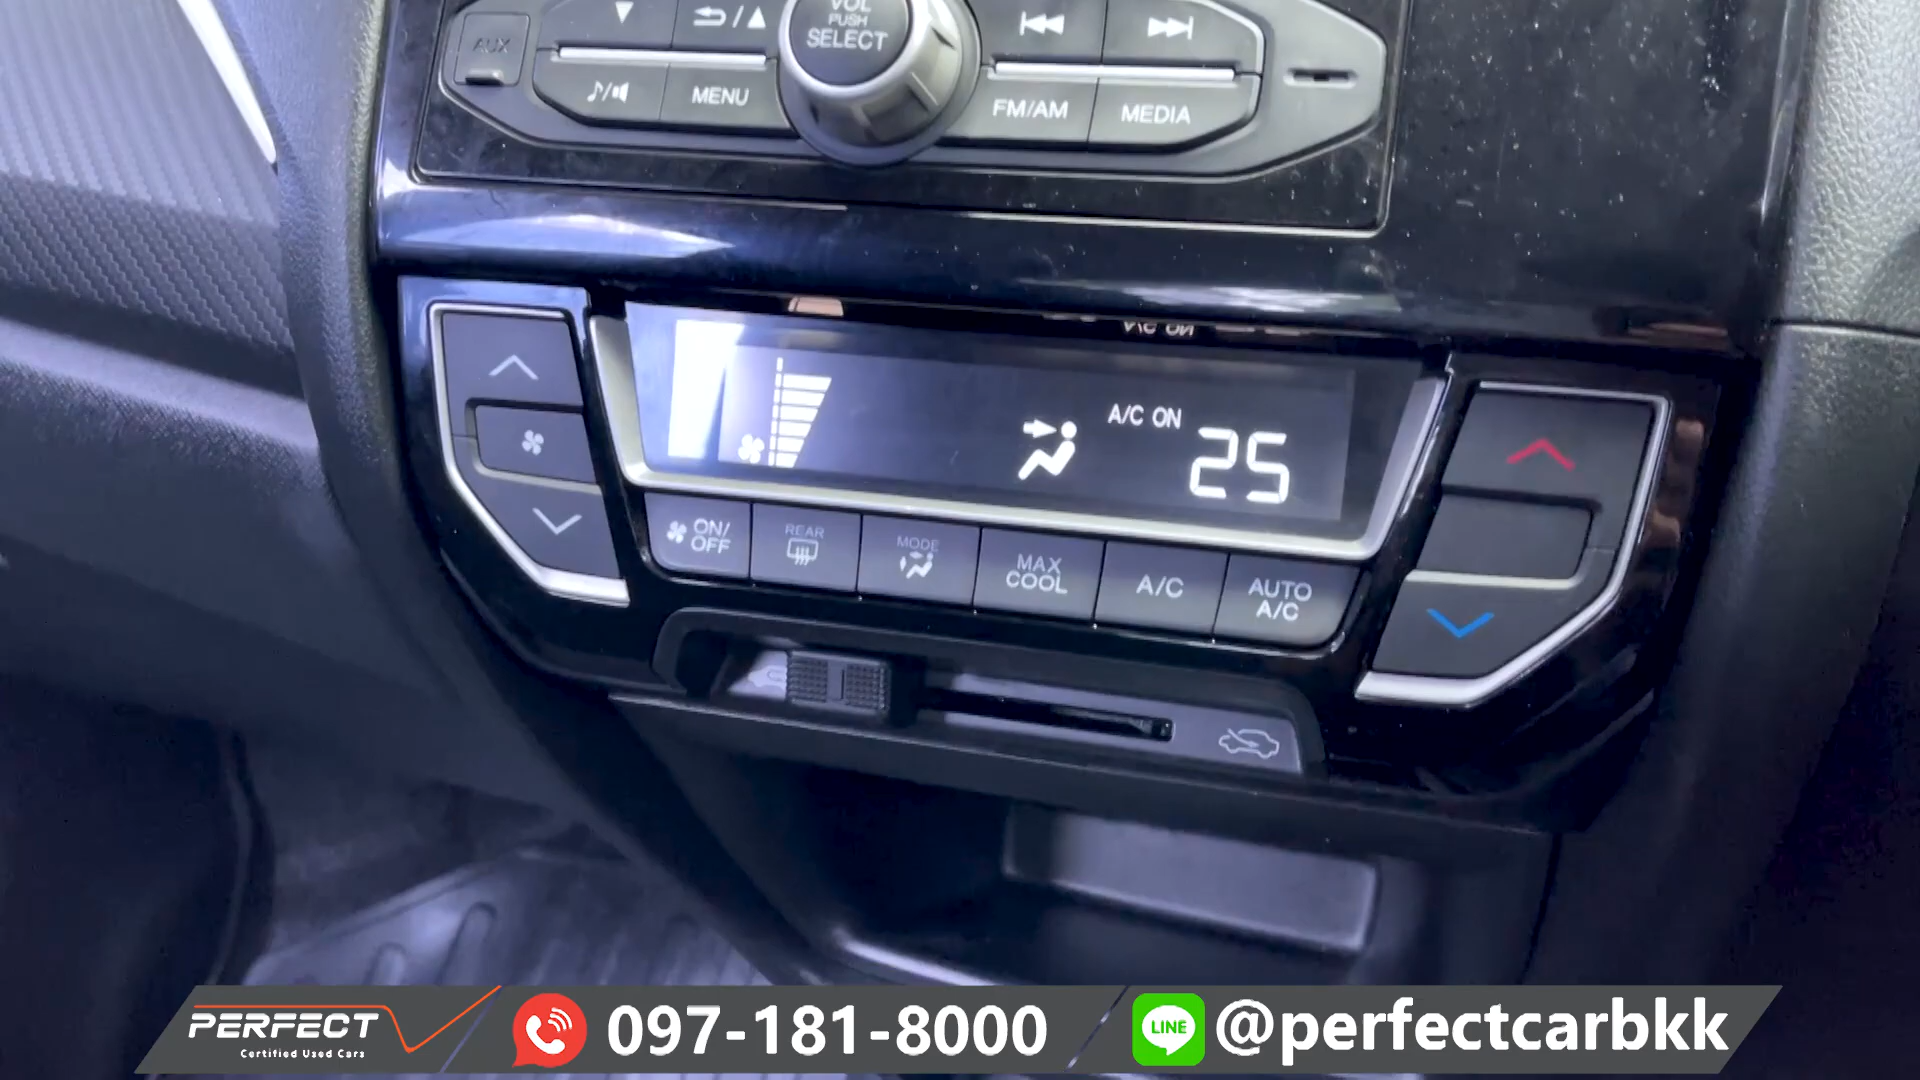 VOL
PUSH
SELECT
AUX
MENU
FM/AM
MEDIA
A/C ON
A/C ON
25
ON/
OFF
REAR
MODE
MAX
COOL
A/C
AUTO
A/C
PERFECT
Certified Used Cars
097-181-8000
LINE
@perfectcarbkk